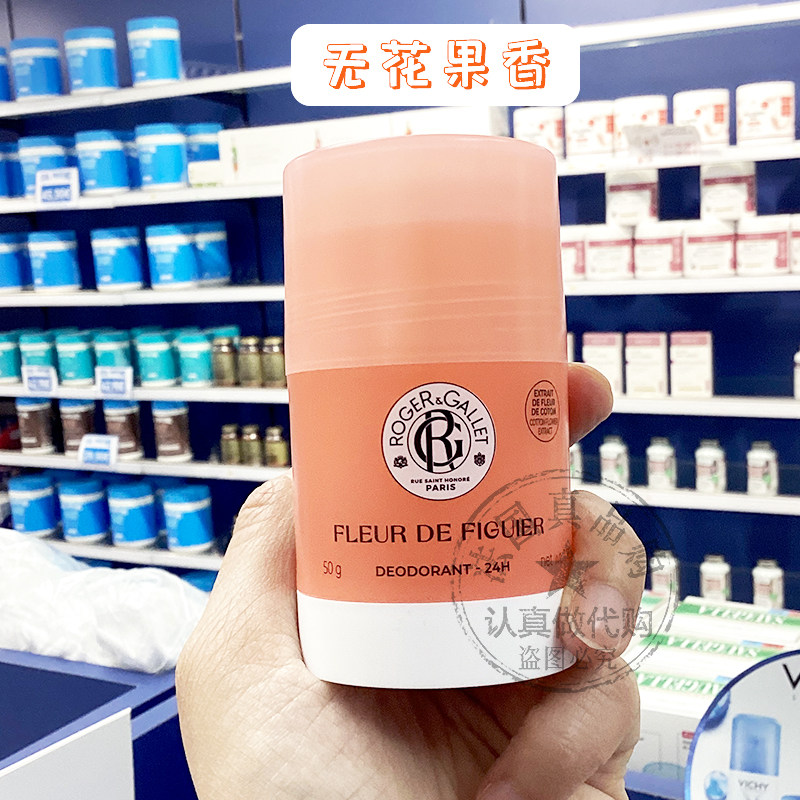 无花果香
ROGER & GALLET
RG
RUE SAINT HONORÉ
PARIS
EXTRAIT
DE FLEUR
DE COTON
COTTON FLOWER
EXTRACT
FLEUR DE FIGUIER
50 g
DEODORANT - 24H
认真做代购
盗图必究
VICHY